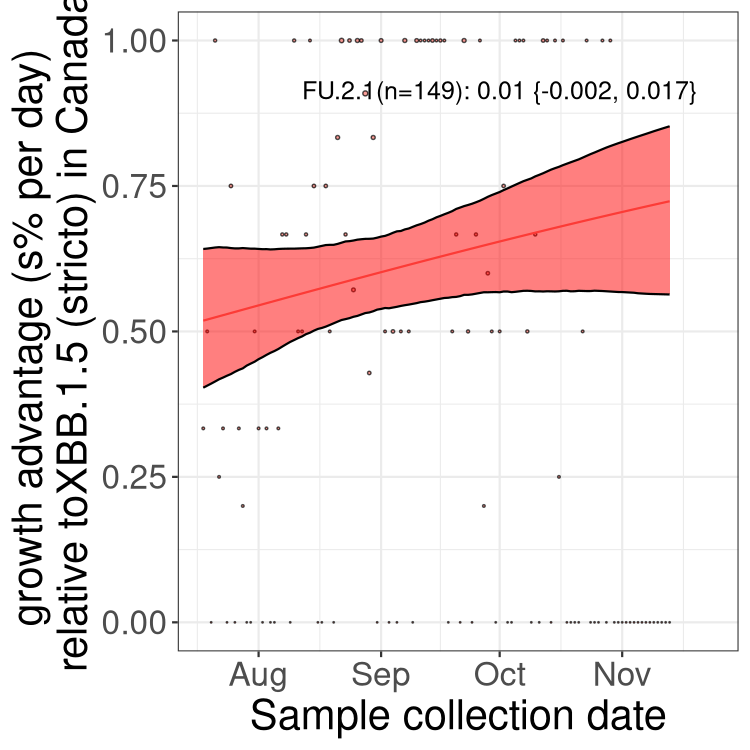 growth advantage (s% per day)
relative toXBB.1.5 (stricto) in Canada
1.00
0.75
0.50
0.25
0.00
FU.2.1(n=149): 0.01 {-0.002, 0.017}
Aug Sep Oct Nov
Sample collection date